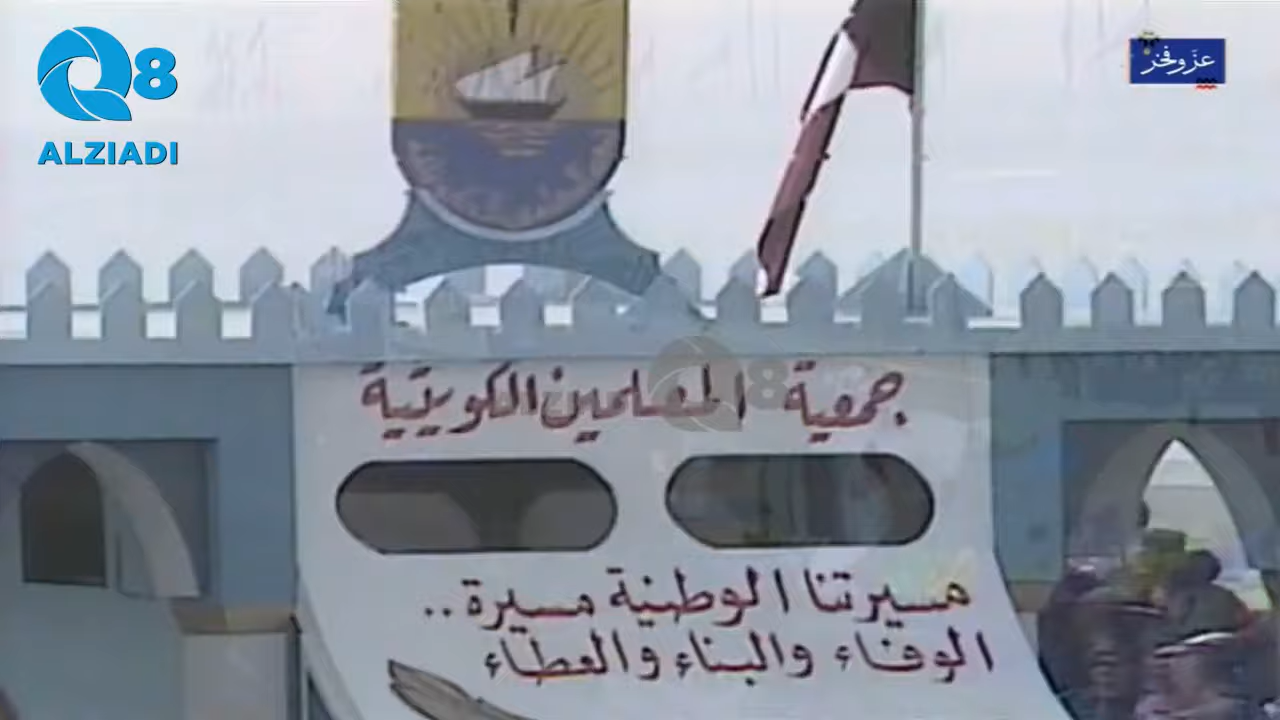 Q8
ALZIADI
عز وفخر
جمعية المعلمين الكويتية
مسيرتنا الوطنية مسيرة..
الوفاء والبناء والعطاء